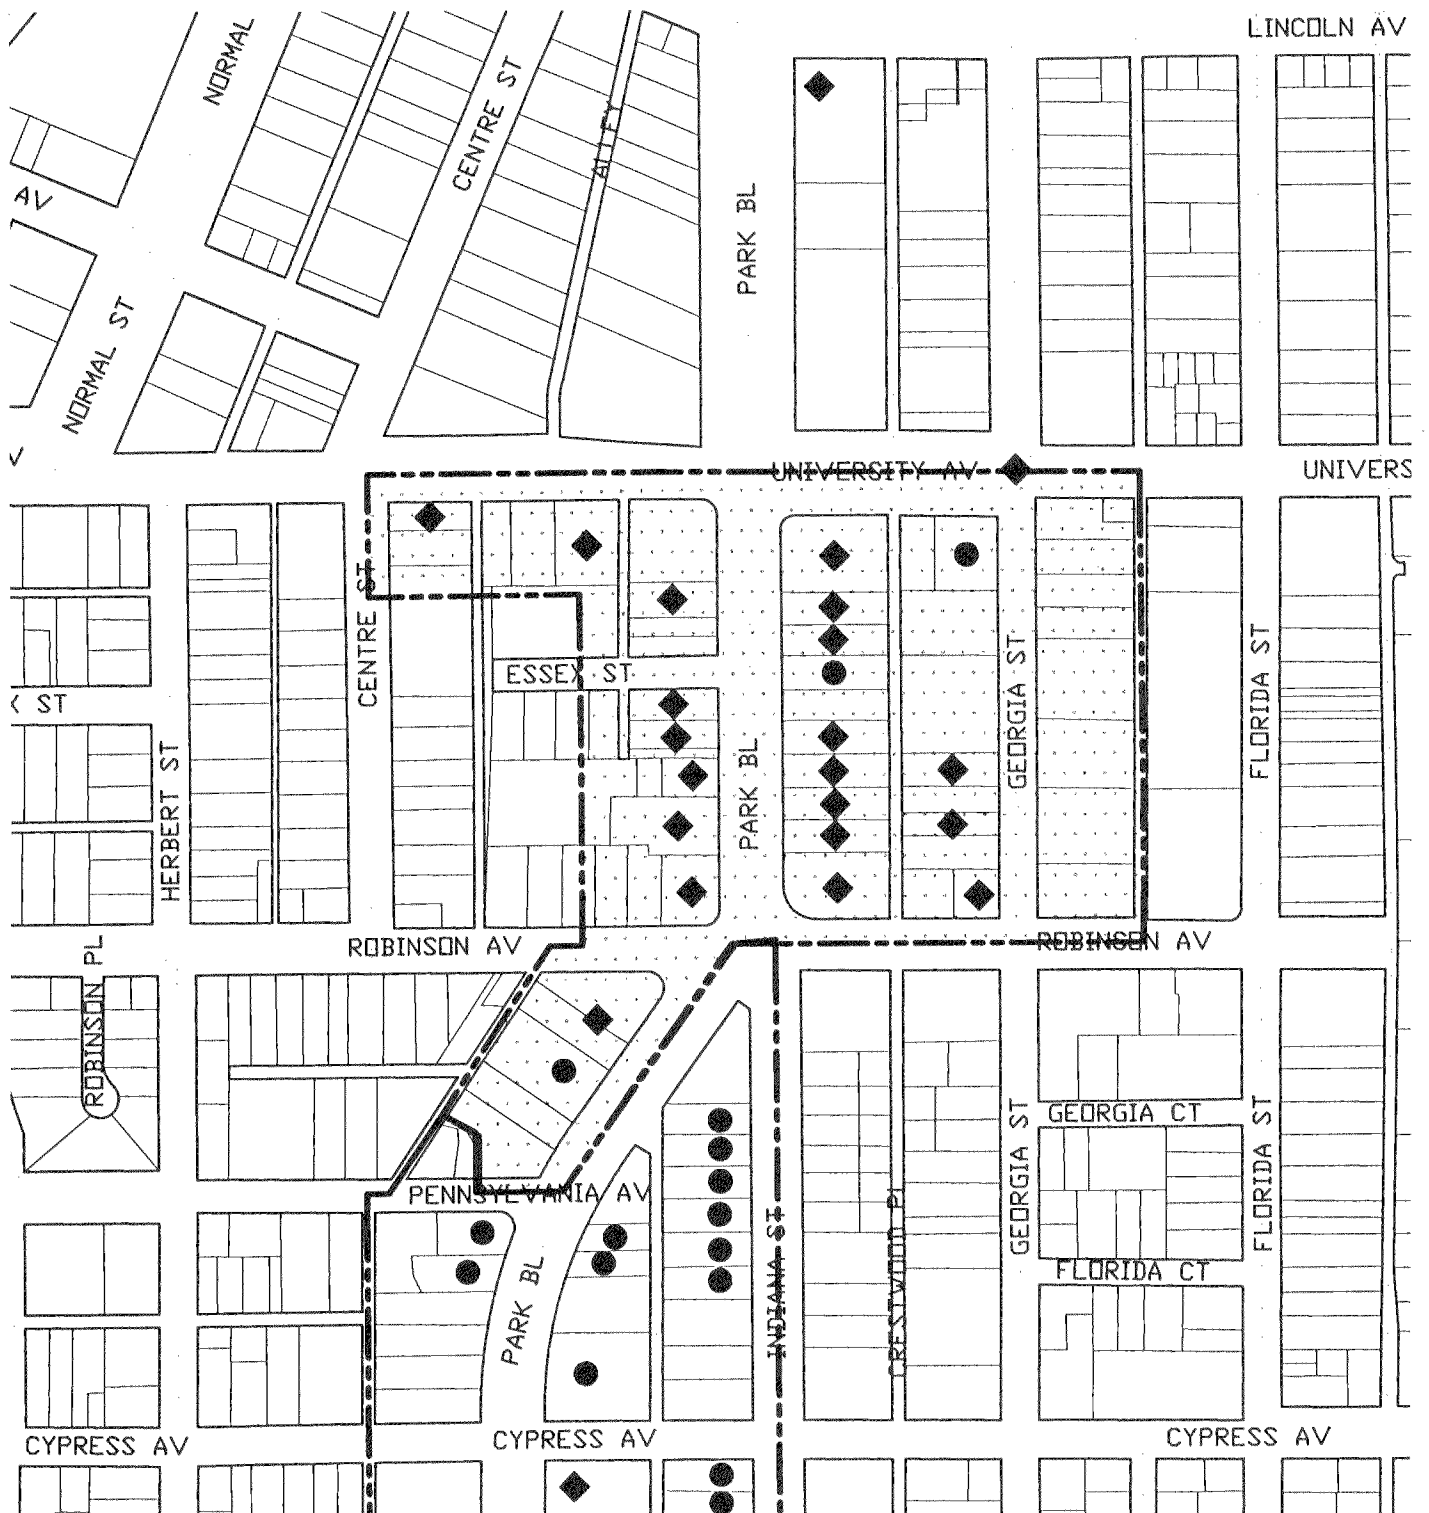 LINCOLN AV
NORMAL
CENTRE ST
ALLEY
AV
PARK BL
NORMAL ST
V
UNIVERSITY AV
UNIVERS
CENTRE ST
ESSEX ST
X ST
GEORGIA ST
FLORIDA ST
HERBERT ST
PARK BL
ROBINSON AV
ROBINSON AV
ROBINSON PL
GEORGIA CT
GEORGIA ST
FLORIDA ST
PENNSYLVANIA AV
INDIANA ST
CRESTWOOD PL
FLORIDA CT
PARK BL
CYPRESS AV
CYPRESS AV
CYPRESS AV